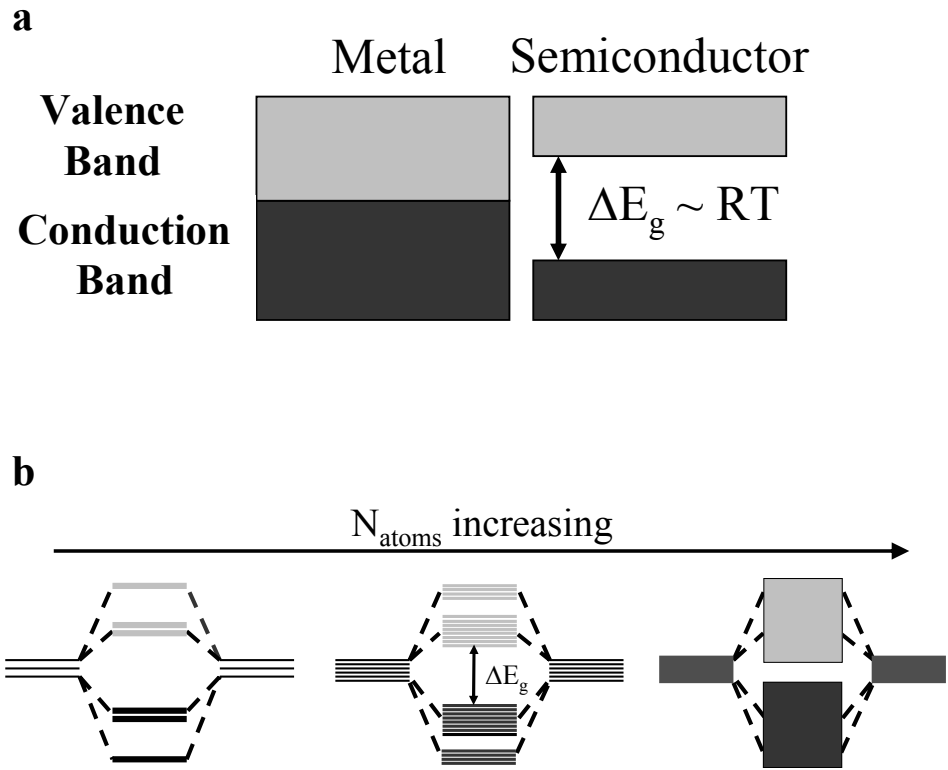 a
Metal
Semiconductor
Valence
Band
ΔEg ~ RT
Conduction
Band
b
Natoms increasing
ΔEg